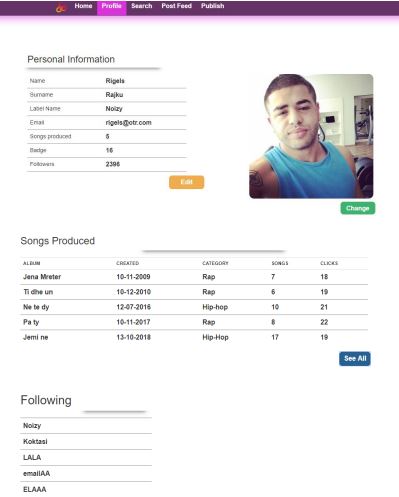 Home Profile Search Post Feed Publish
Personal Information
Name Rigels
Surname Rajku
Label Name Noizy
Email rigels@otr.com
Songs produced 5
Badge 16
Followers 2396
Edit
Change
Songs Produced
ALBUM CREATED CATEGORY SONGS CLICKS
Jena Mreter 10-11-2009 Rap 7 18
Ti dhe un 10-12-2010 Rap 6 19
Ne te dy 12-07-2016 Hip-hop 10 21
Pa ty 10-11-2017 Rap 8 22
Jemi ne 13-10-2018 Hip-Hop 17 19
See All
Following
Noizy
Koktasi
LALA
emailAA
ELAAA